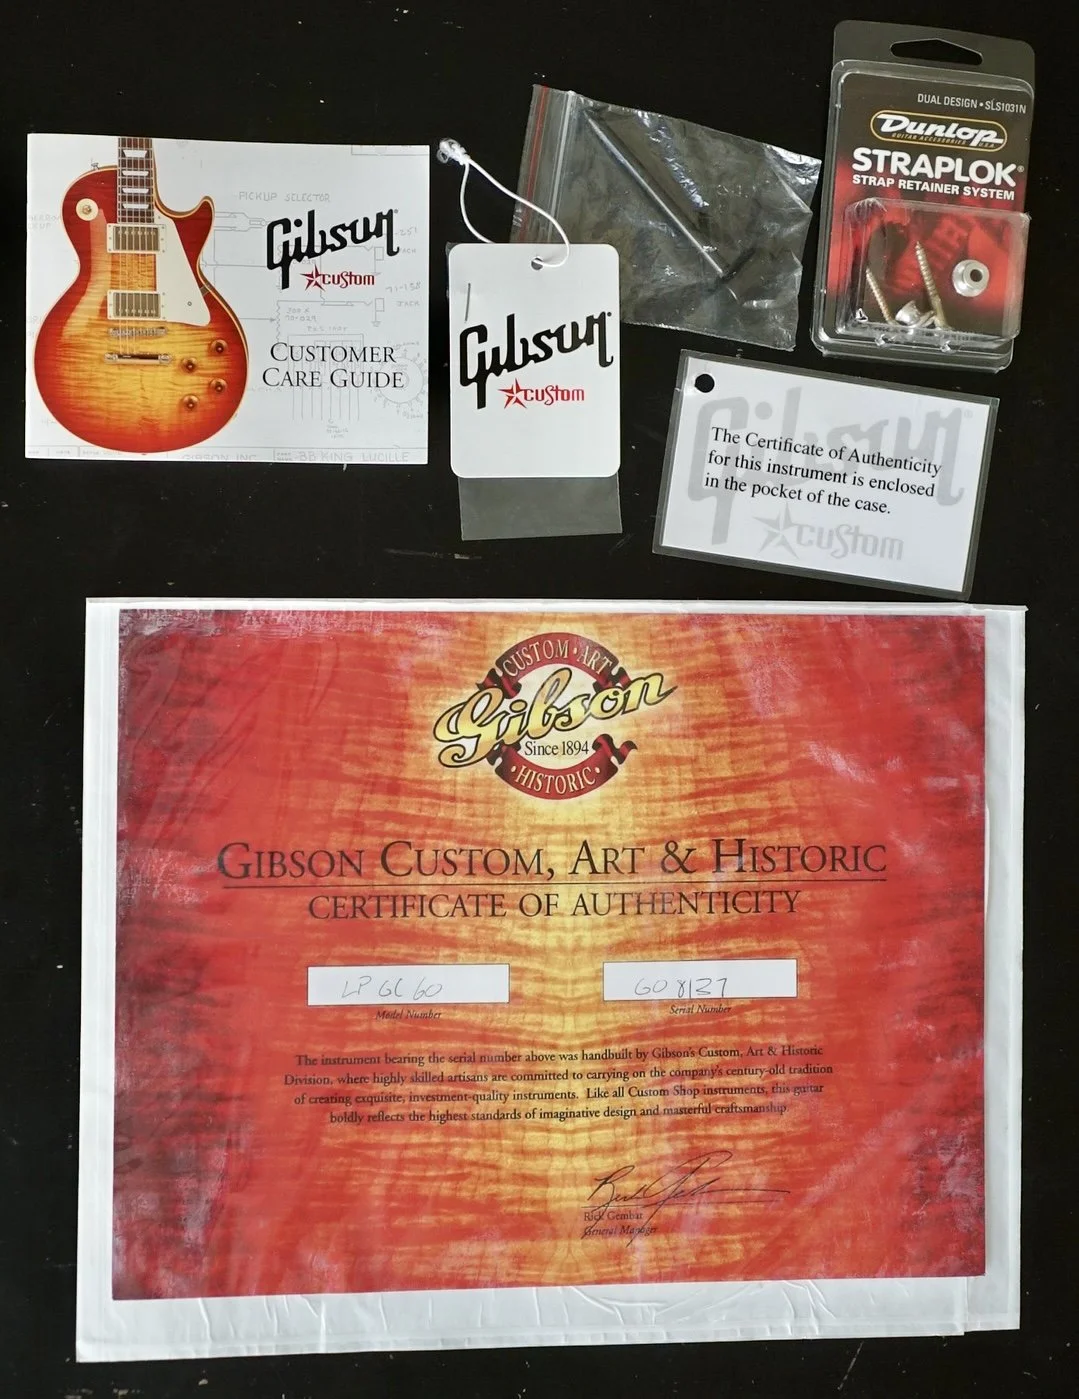 Gibson
custom
CUSTOMER
CARE GUIDE
PICKUP SELECTOR
GIBSON INC
BB KING LUCILLE
Gibson
custom
DUAL DESIGN • SLS1031N
Dunlop
GUITAR ACCESSORIES U.S.A.
STRAPLOK®
STRAP RETAINER SYSTEM
Gibson
The Certificate of Authenticity
for this instrument is enclosed
in the pocket of the case.
custom
CUSTOM • ART
Gibson
Since 1894
• HISTORIC •
GIBSON CUSTOM, ART & HISTORIC
CERTIFICATE OF AUTHENTICITY
LP GC 60
Model Number
GO 8137
Serial Number
The instrument bearing the serial number above was handbuilt by Gibson's Custom, Art & Historic
Division, where highly skilled artisans are committed to carrying on the company's century-old tradition
of creating exquisite, investment-quality instruments. Like all Custom Shop instruments, this guitar
boldly reflects the highest standards of imaginative design and masterful craftsmanship.
Rick Gembar
General Manager